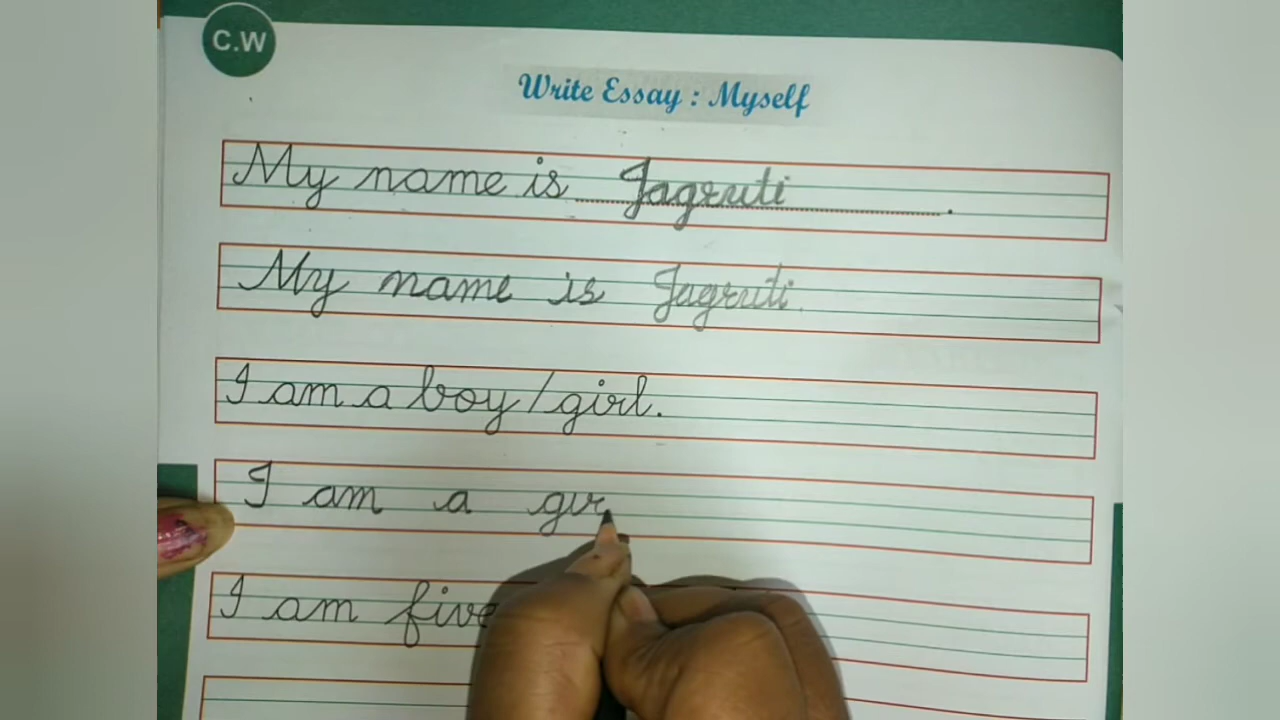 C.W
Write Essay : Myself
My name is Jagruti.
My name is Jagruti.
I am a boy/girl.
I am a gir
I am five